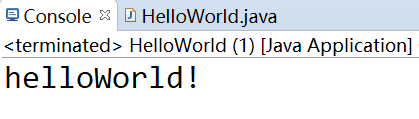 Console HelloWorld.java
<terminated> HelloWorld (1) [Java Application]
helloWorld!